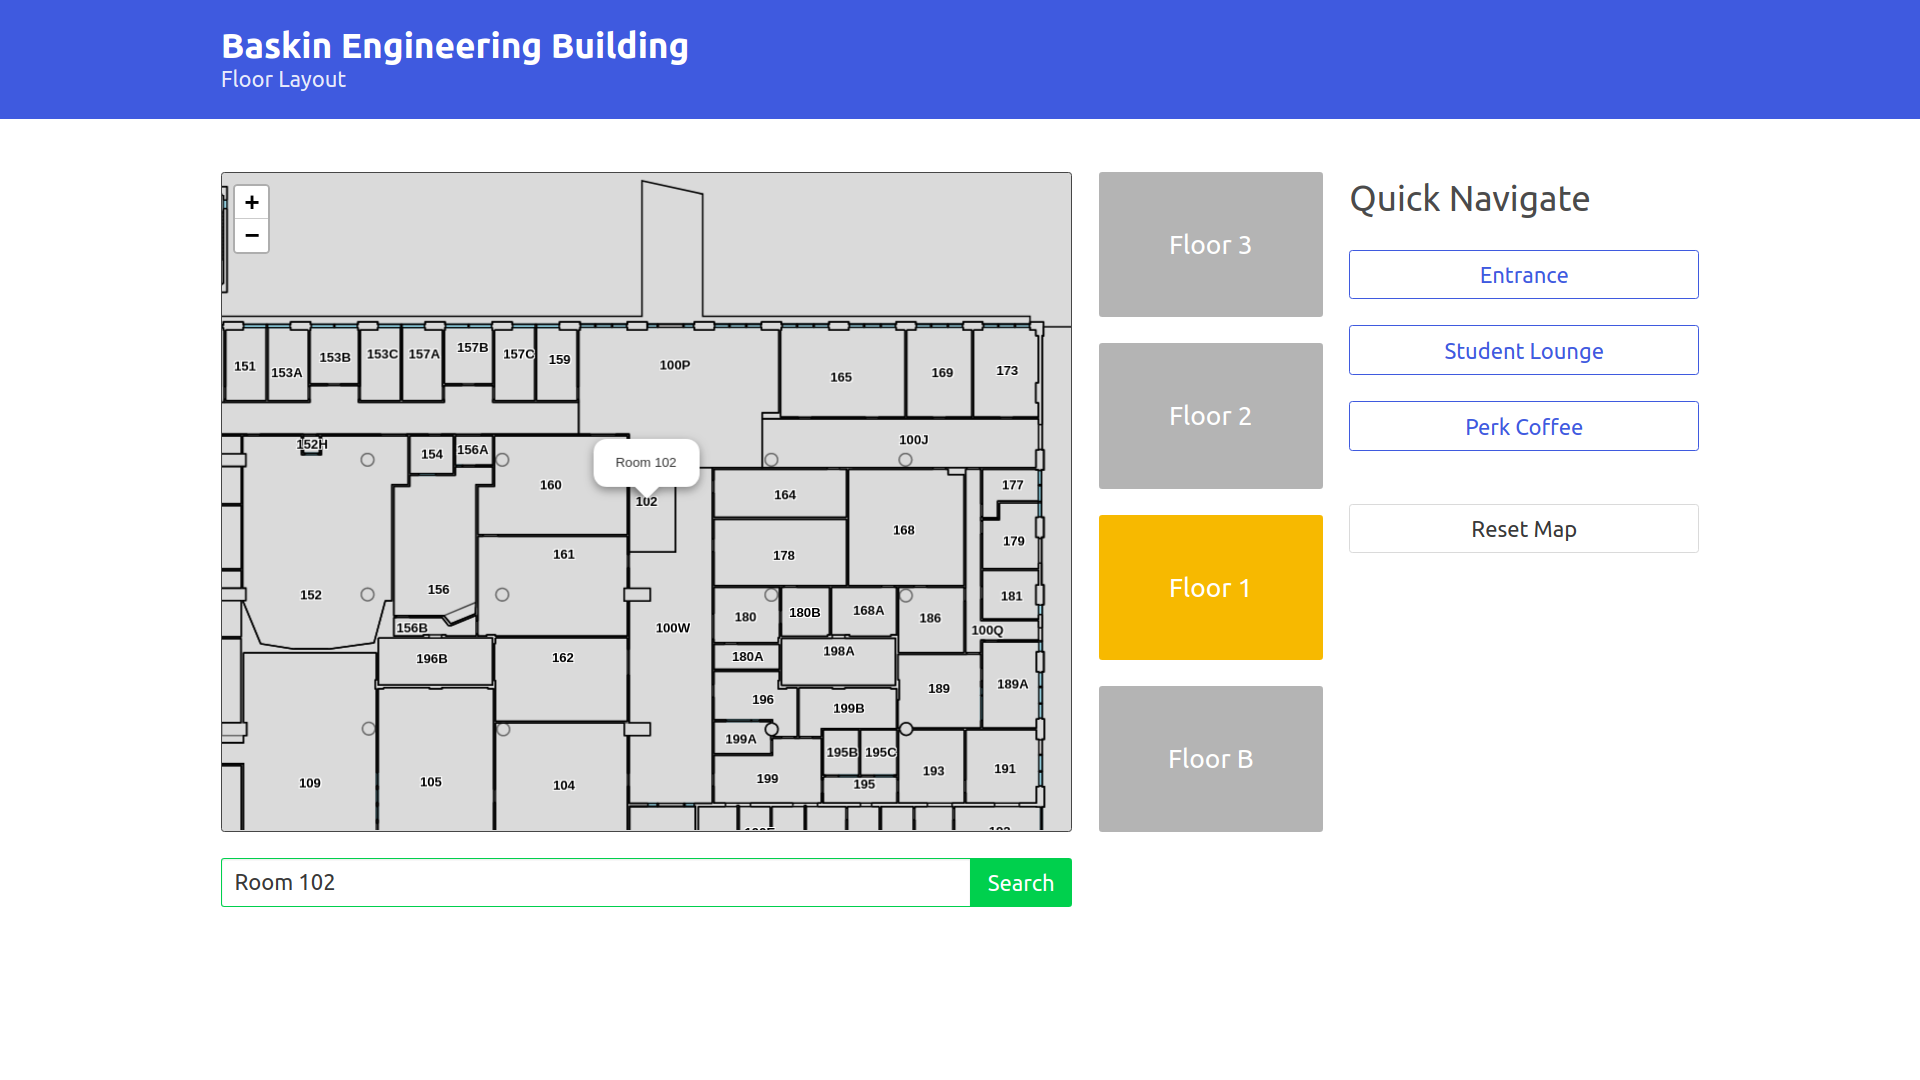 Baskin Engineering Building
Floor Layout
+
−
151
153A
153B
153C
157A
157B
157C
159
100P
165
169
173
100J
152H
154
156A
160
Room 102
102
164
168
177
178
179
161
152
156
156B
180
180B
168A
186
181
100Q
100W
196B
162
180A
198A
189
189A
196
199B
199A
195B
195C
193
191
199
195
109
105
104
Room 102
Search
Floor 3
Floor 2
Floor 1
Floor B
Quick Navigate
Entrance
Student Lounge
Perk Coffee
Reset Map